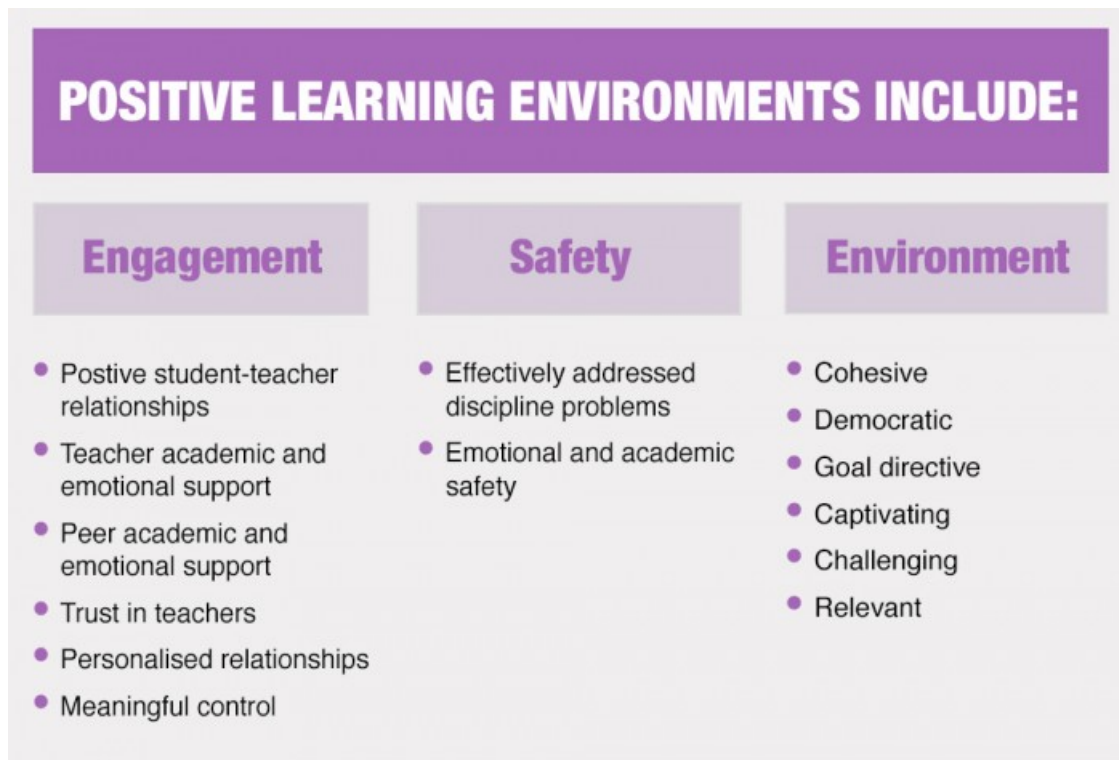 POSITIVE LEARNING ENVIRONMENTS INCLUDE:
Engagement
Postive student-teacher
relationships
Teacher academic and
emotional support
Peer academic and
emotional support
Trust in teachers
Personalised relationships
Meaningful control
Safety
Effectively addressed
discipline problems
Emotional and academic
safety
Environment
Cohesive
Democratic
Goal directive
Captivating
Challenging
Relevant